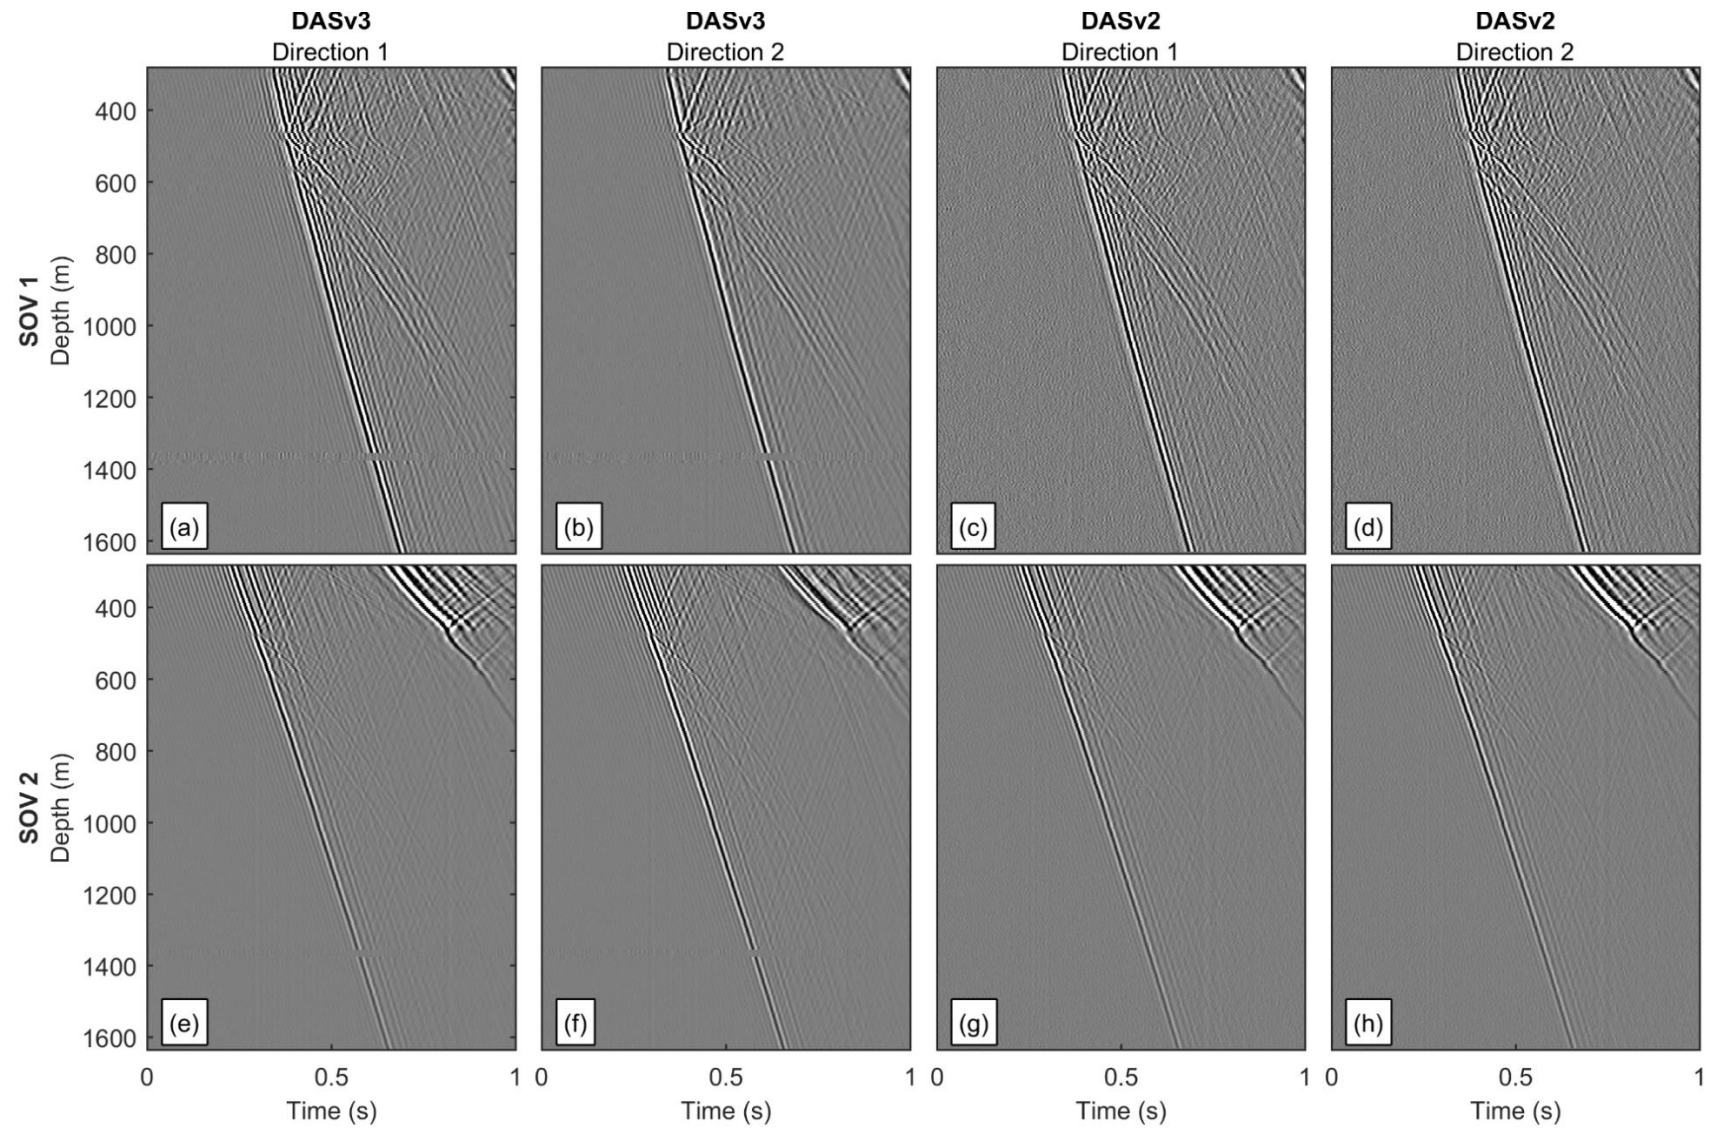 DASv3 DASv3 DASv2 DASv2
Direction 1 Direction 2 Direction 1 Direction 2
SOV 1
Depth (m)
400
600
800
1000
1200
1400
1600
(a) (b) (c) (d)
SOV 2
Depth (m)
400
600
800
1000
1200
1400
1600
(e) (f) (g) (h)
0 0.5 1 0 0.5 1 0 0.5 1 0 0.5 1
Time (s) Time (s) Time (s) Time (s)